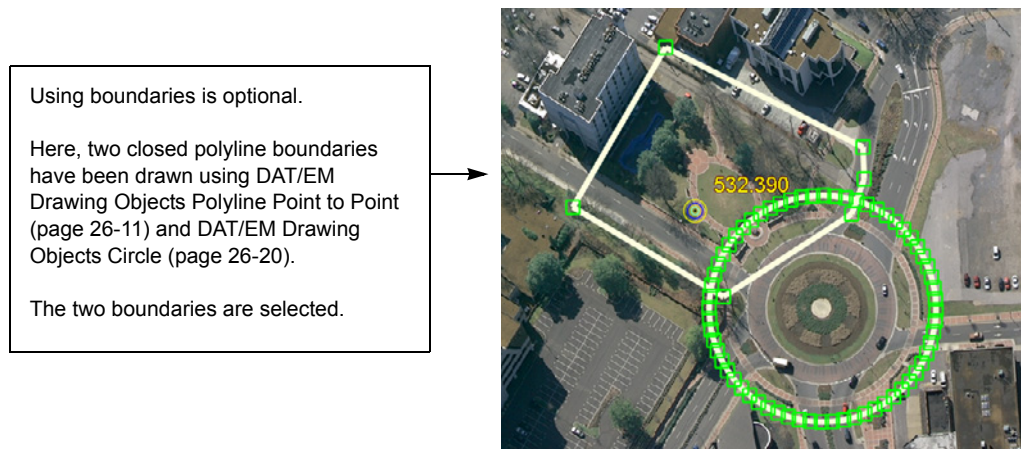 Using boundaries is optional.
Here, two closed polyline boundaries
have been drawn using DAT/EM
Drawing Objects Polyline Point to Point
(page 26-11) and DAT/EM Drawing
Objects Circle (page 26-20).
The two boundaries are selected.
532.390